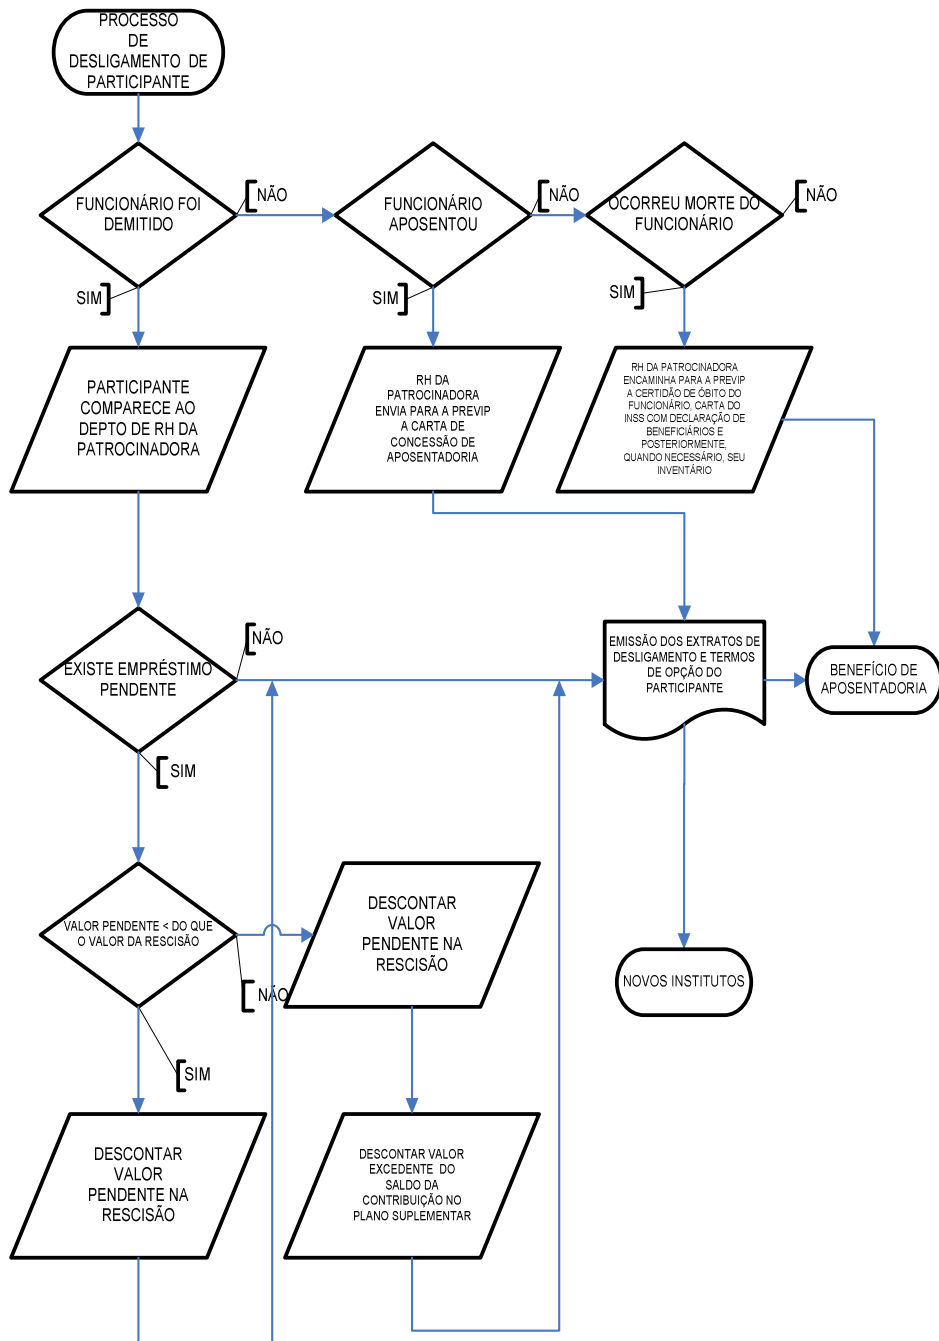 PROCESSO
DE
DESLIGAMENTO DE
PARTICIPANTE
FUNCIONÁRIO FOI
DEMITIDO
NÃO
FUNCIONÁRIO
APOSENTOU
NÃO
OCORREU MORTE DO
FUNCIONÁRIO
NÃO
SIM
SIM
SIM
PARTICIPANTE
COMPARECE AO
DEPTO DE RH DA
PATROCINADORA
RH DA
PATROCINADORA
ENVIA PARA A PREVIP
A CARTA DE
CONCESSÃO DE
APOSENTADORIA
RH DA PATROCINADORA
ENCAMINHA PARA A PREVIP
A CERTIDÃO DE ÓBITO DO
FUNCIONÁRIO, CARTA DO
INSS COM DECLARAÇÃO DE
BENEFICIÁRIOS E
POSTERIORMENTE,
QUANDO NECESSÁRIO, SEU
INVENTÁRIO
EXISTE EMPRÉSTIMO
PENDENTE
NÃO
EMISSÃO DOS EXTRATOS DE
DESLIGAMENTO E TERMOS
DE OPÇÃO DO
PARTICIPANTE
BENEFÍCIO DE
APOSENTADORIA
SIM
VALOR PENDENTE < DO QUE
O VALOR DA RESCISÃO
NÃO
DESCONTAR
VALOR
PENDENTE NA
RESCISÃO
NOVOS INSTITUTOS
SIM
DESCONTAR
VALOR
PENDENTE NA
RESCISÃO
DESCONTAR VALOR
EXCEDENTE DO
SALDO DA
CONTRIBUIÇÃO NO
PLANO SUPLEMENTAR